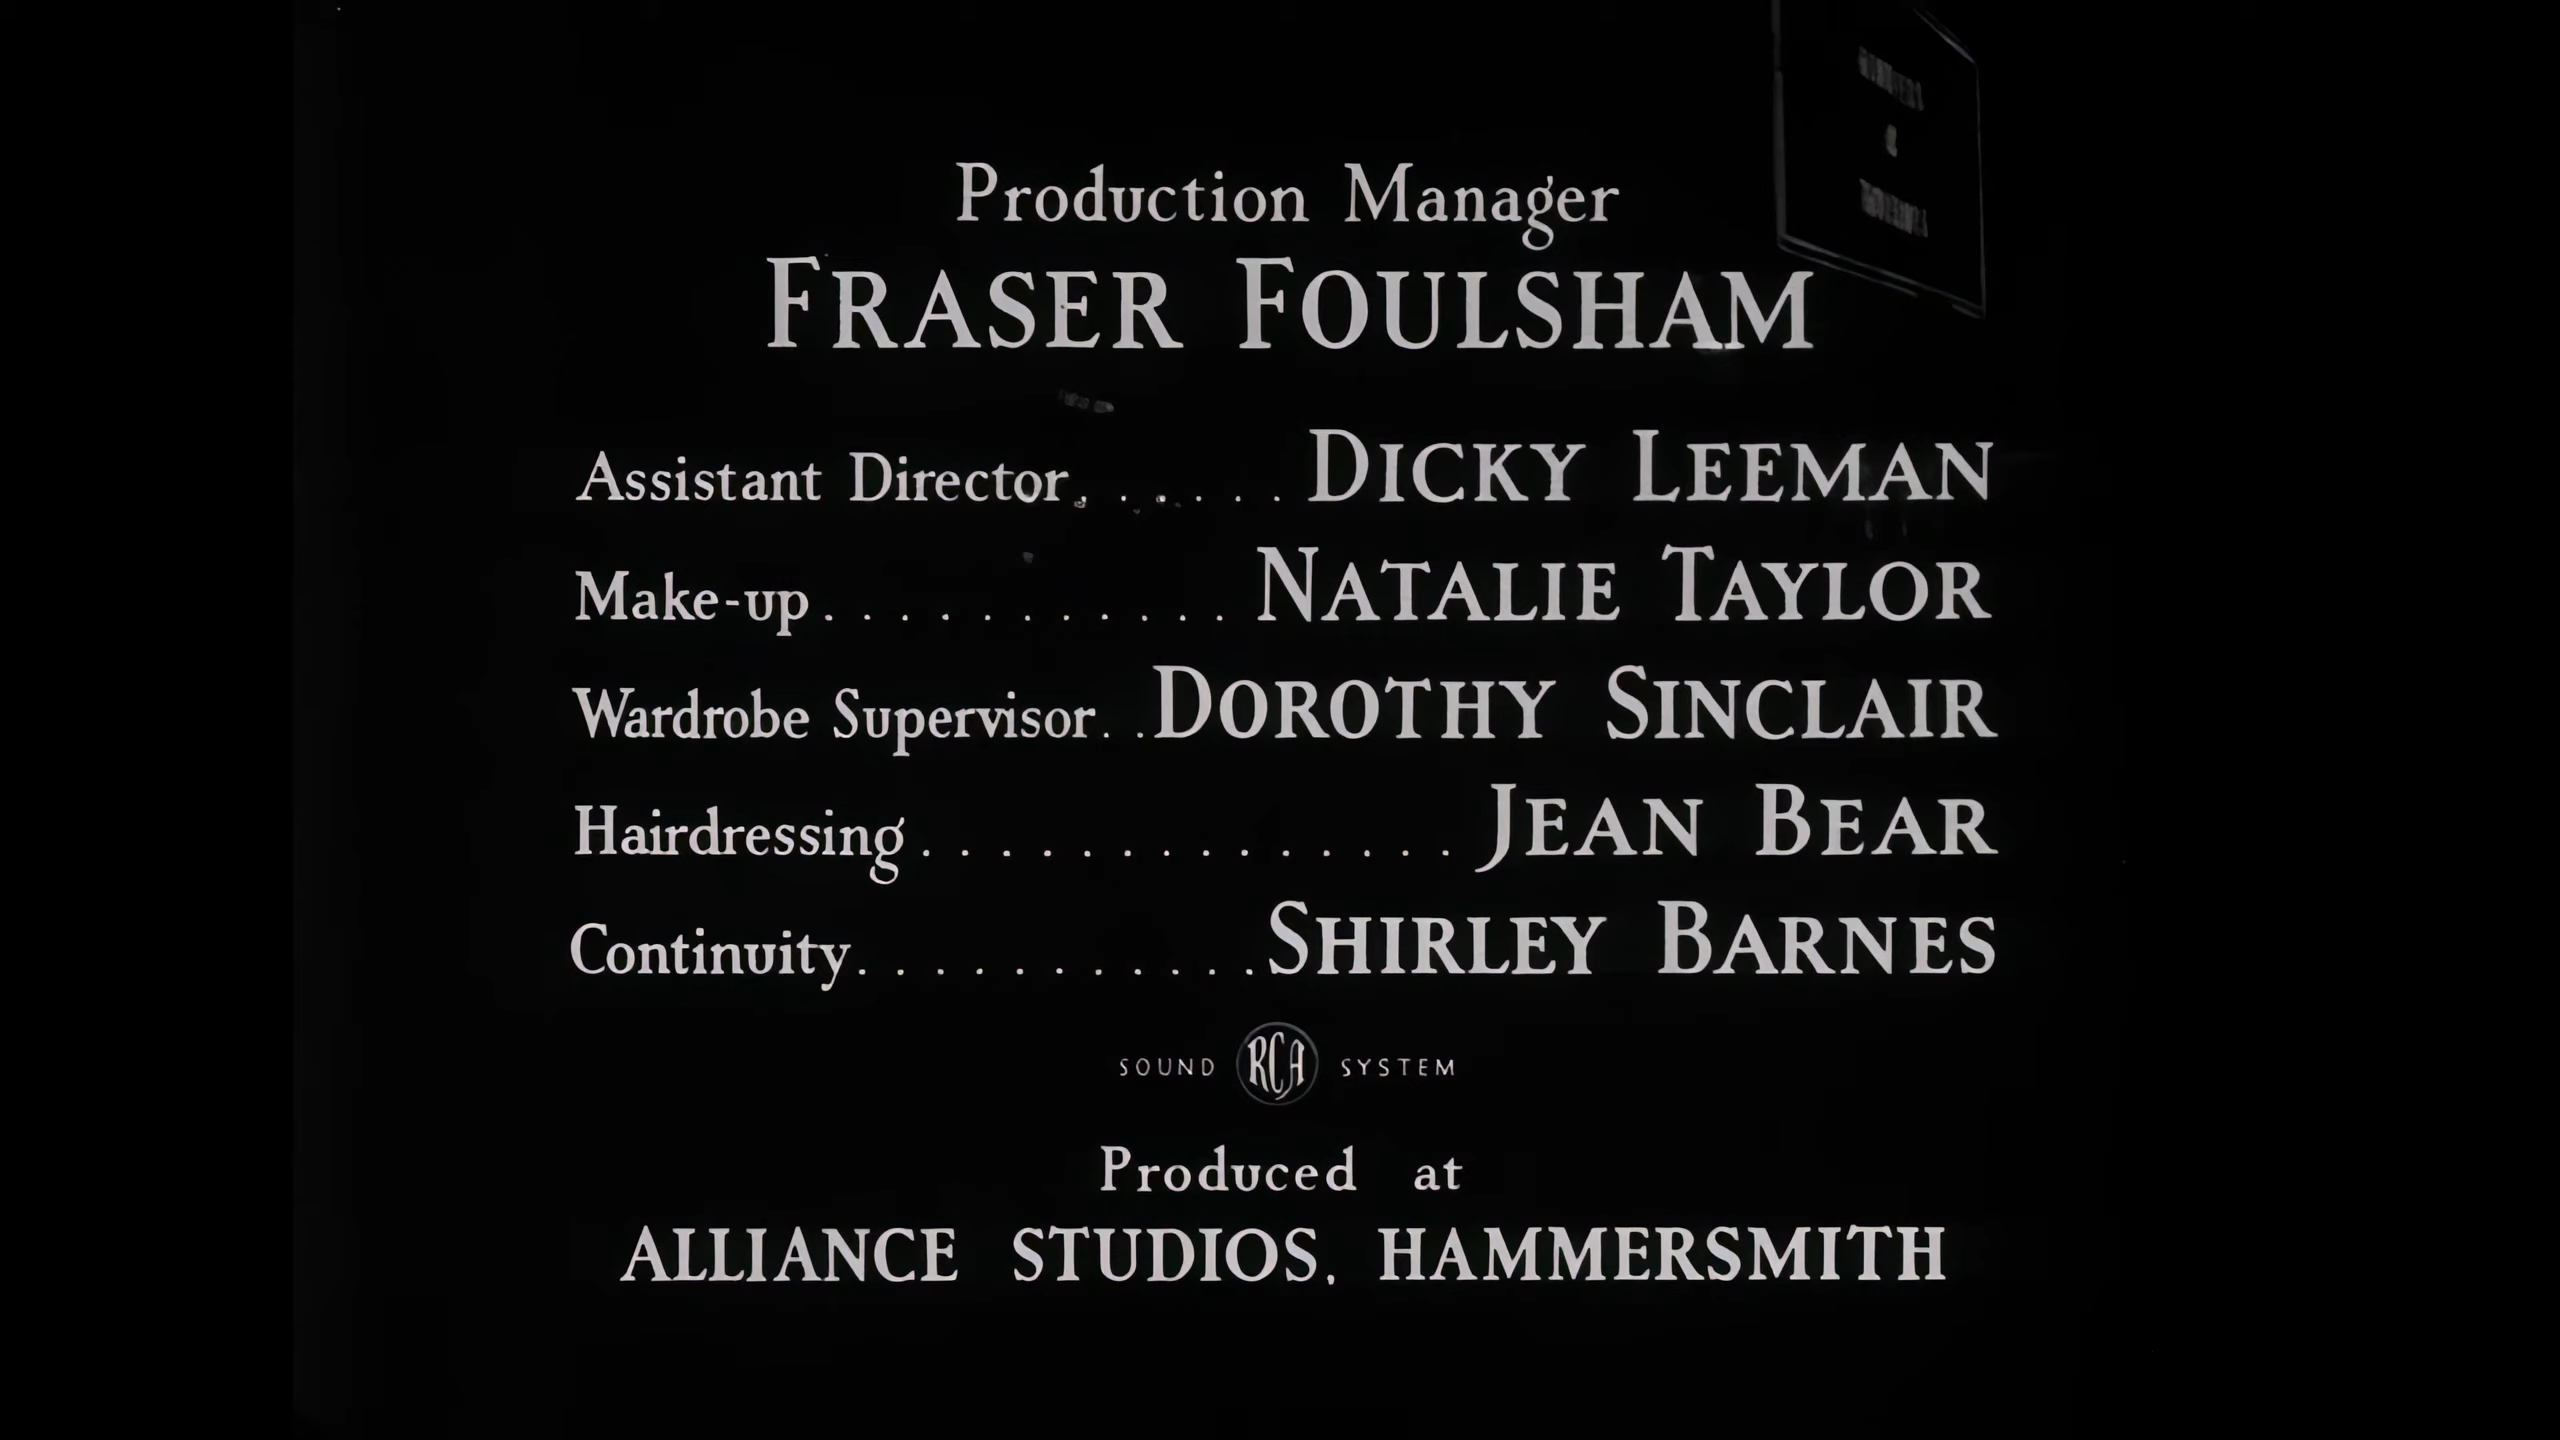 Production Manager
FRASER FOULSHAM
Assistant Director. . . . . . DICKY LEEMAN
Make-up . . . . . . . . . . . NATALIE TAYLOR
Wardrobe Supervisor. . DOROTHY SINCLAIR
Hairdressing . . . . . . . . . . . . . . JEAN BEAR
Continuity. . . . . . . . . . . SHIRLEY BARNES
SOUND RCA SYSTEM
Produced at
ALLIANCE STUDIOS, HAMMERSMITH